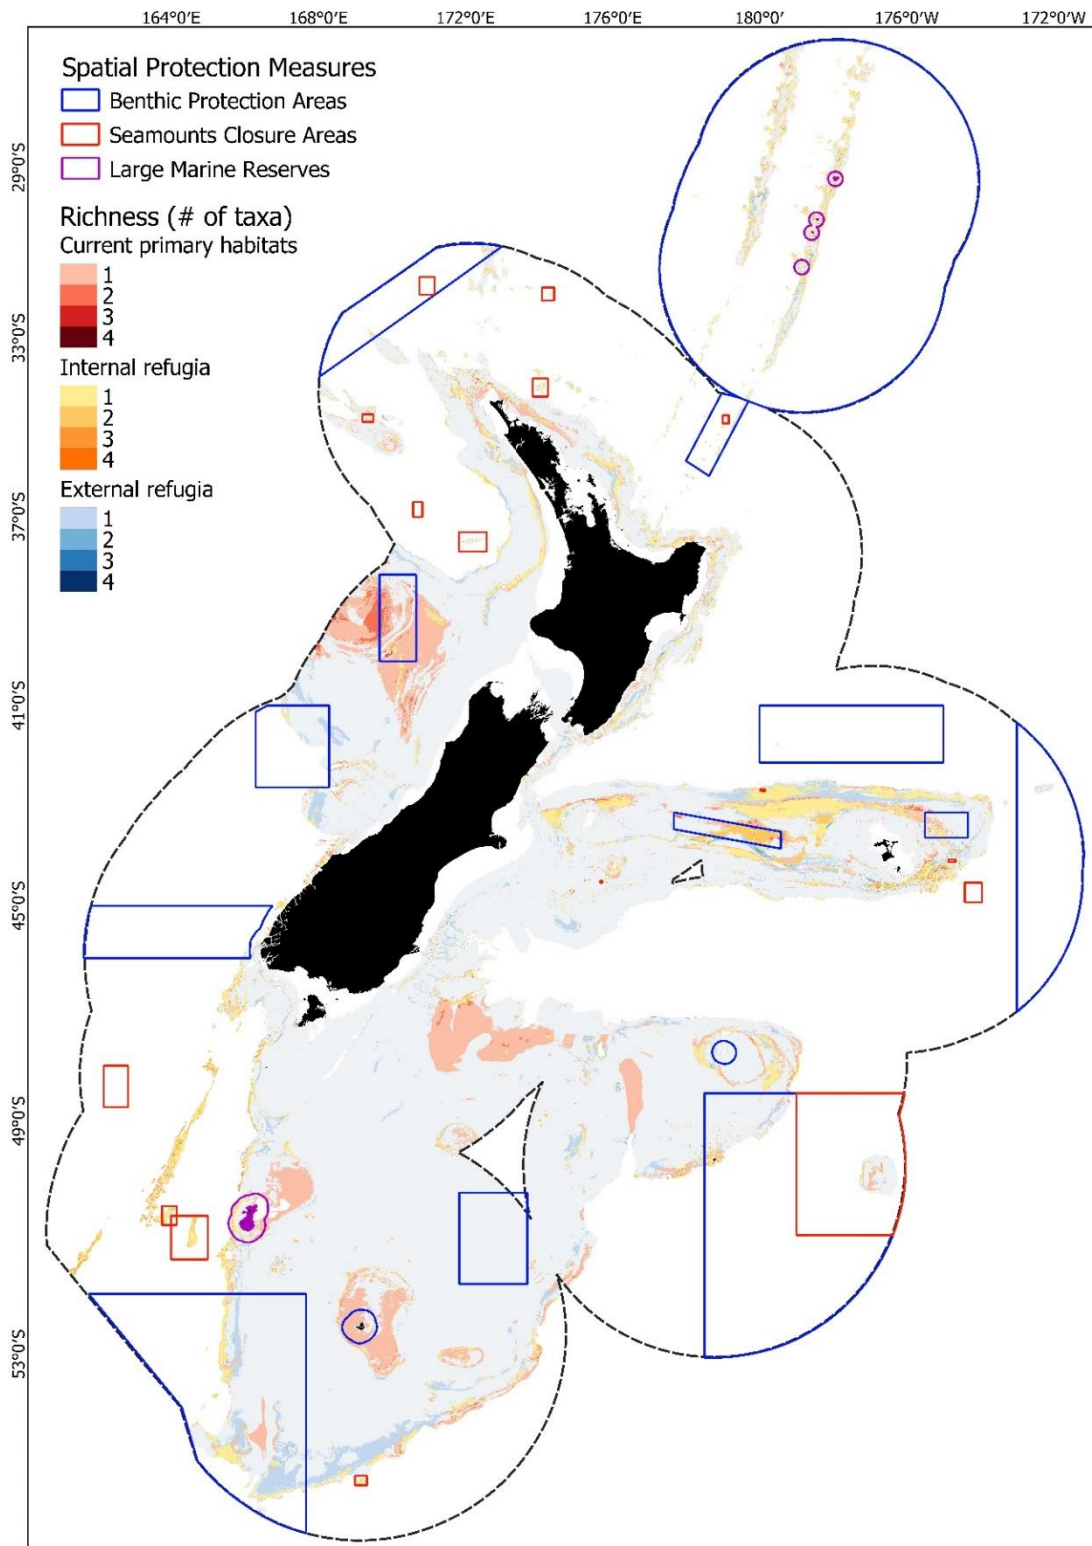 164°0'E 168°0'E 172°0'E 176°0'E 180°0' 176°0'W 172°0'W
Spatial Protection Measures
Benthic Protection Areas
Seamounts Closure Areas
Large Marine Reserves
Richness (# of taxa)
Current primary habitats
1
2
3
4
Internal refugia
1
2
3
4
External refugia
1
2
3
4
29°0'S
33°0'S
37°0'S
41°0'S
45°0'S
49°0'S
53°0'S